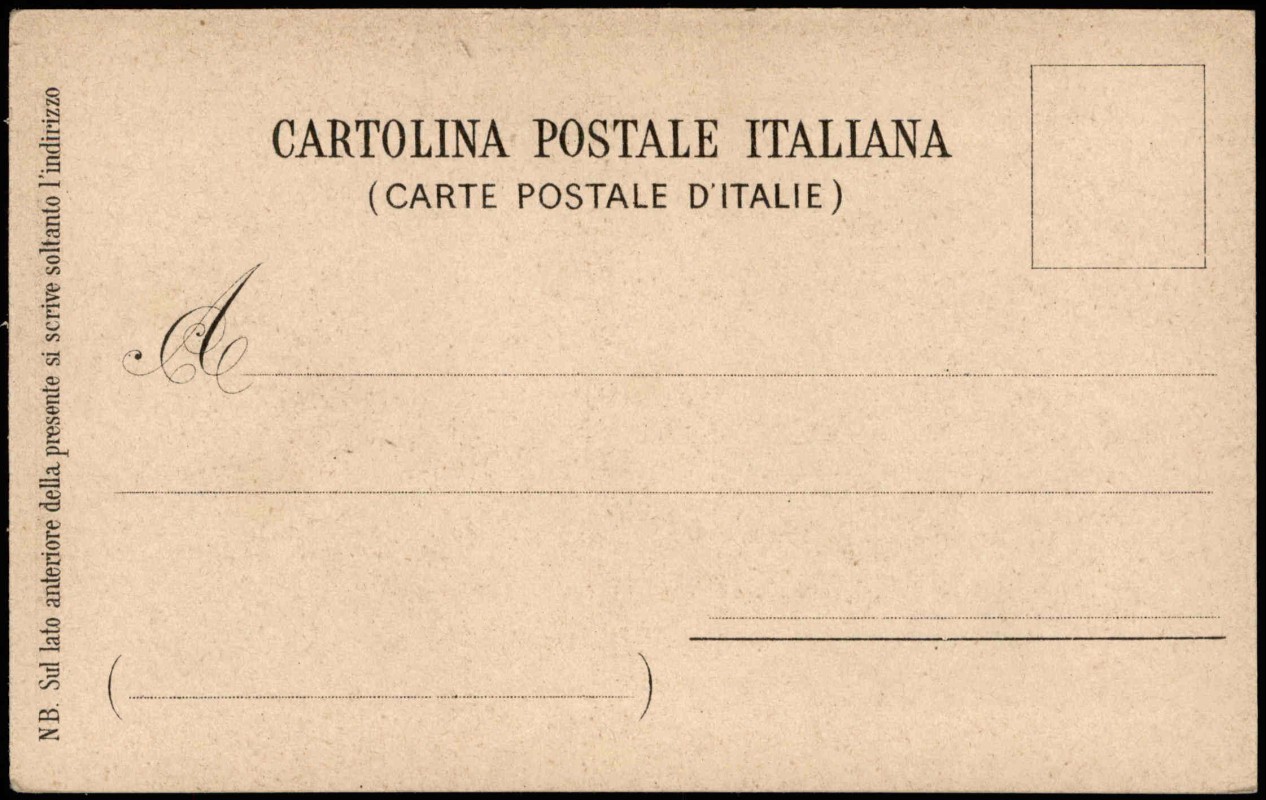 CARTOLINA POSTALE ITALIANA
(CARTE POSTALE D'ITALIE)
A
( )
NB. Sul lato anteriore della presente si scrive soltanto l'indirizzo